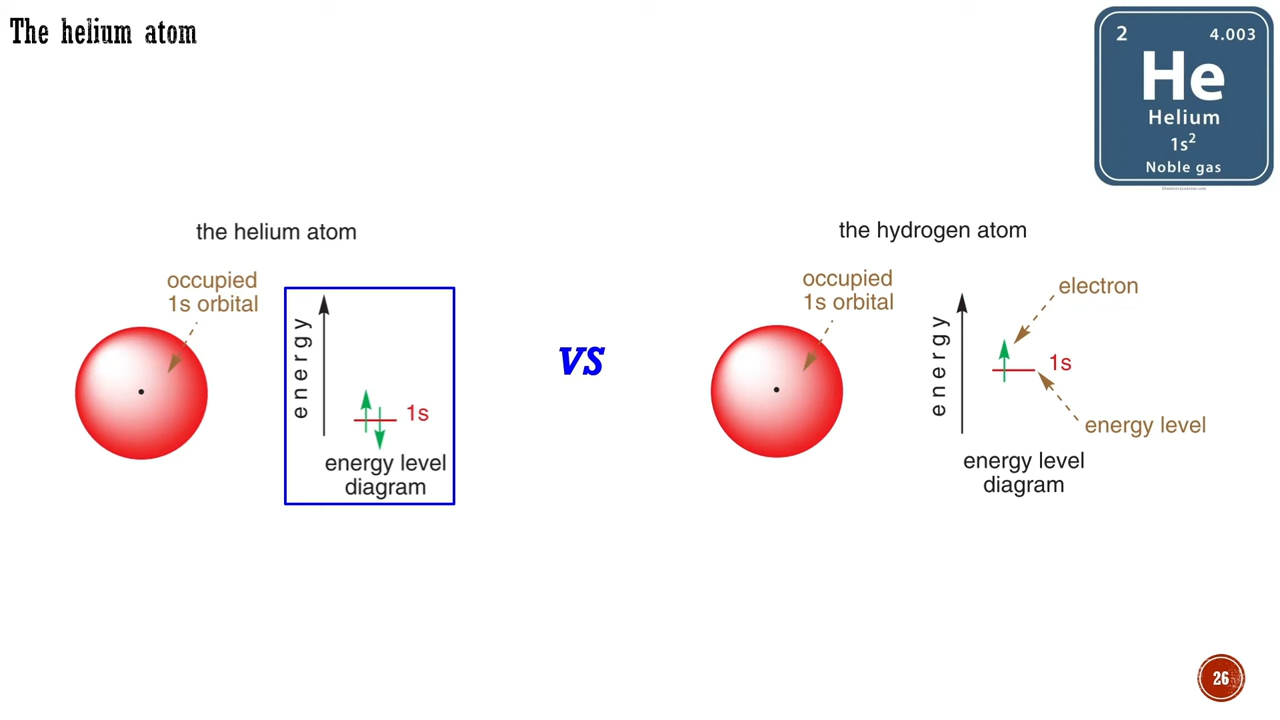 The helium atom
2 4.003
He
Helium
1s²
Noble gas
the helium atom
occupied
1s orbital
energy
1s
energy level
diagram
vs
the hydrogen atom
occupied
1s orbital
energy
electron
1s
energy level
energy level
diagram
26